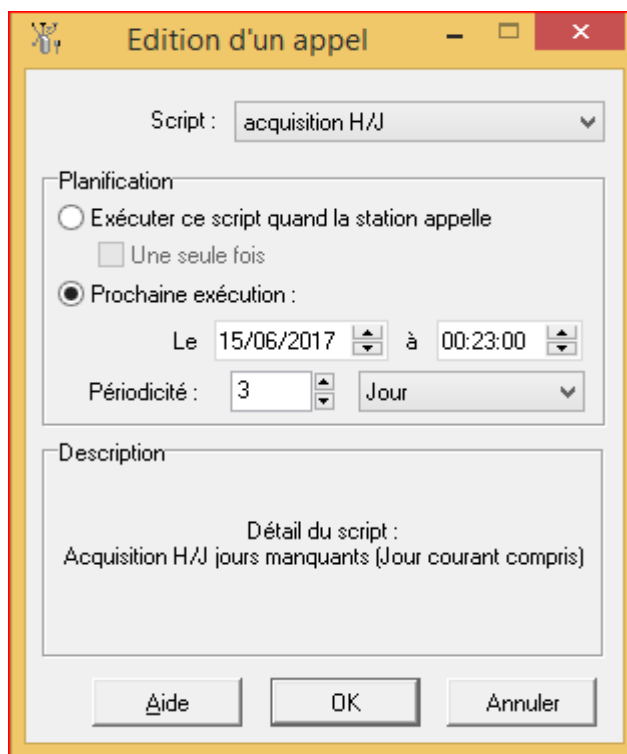 Edition d'un appel
Script : acquisition H/J
Planification
Exécuter ce script quand la station appelle
Une seule fois
Prochaine exécution :
Le 15/06/2017 à 00:23:00
Périodicité : 3 Jour
Description
Détail du script :
Acquisition H/J jours manquants (Jour courant compris)
Aide OK Annuler